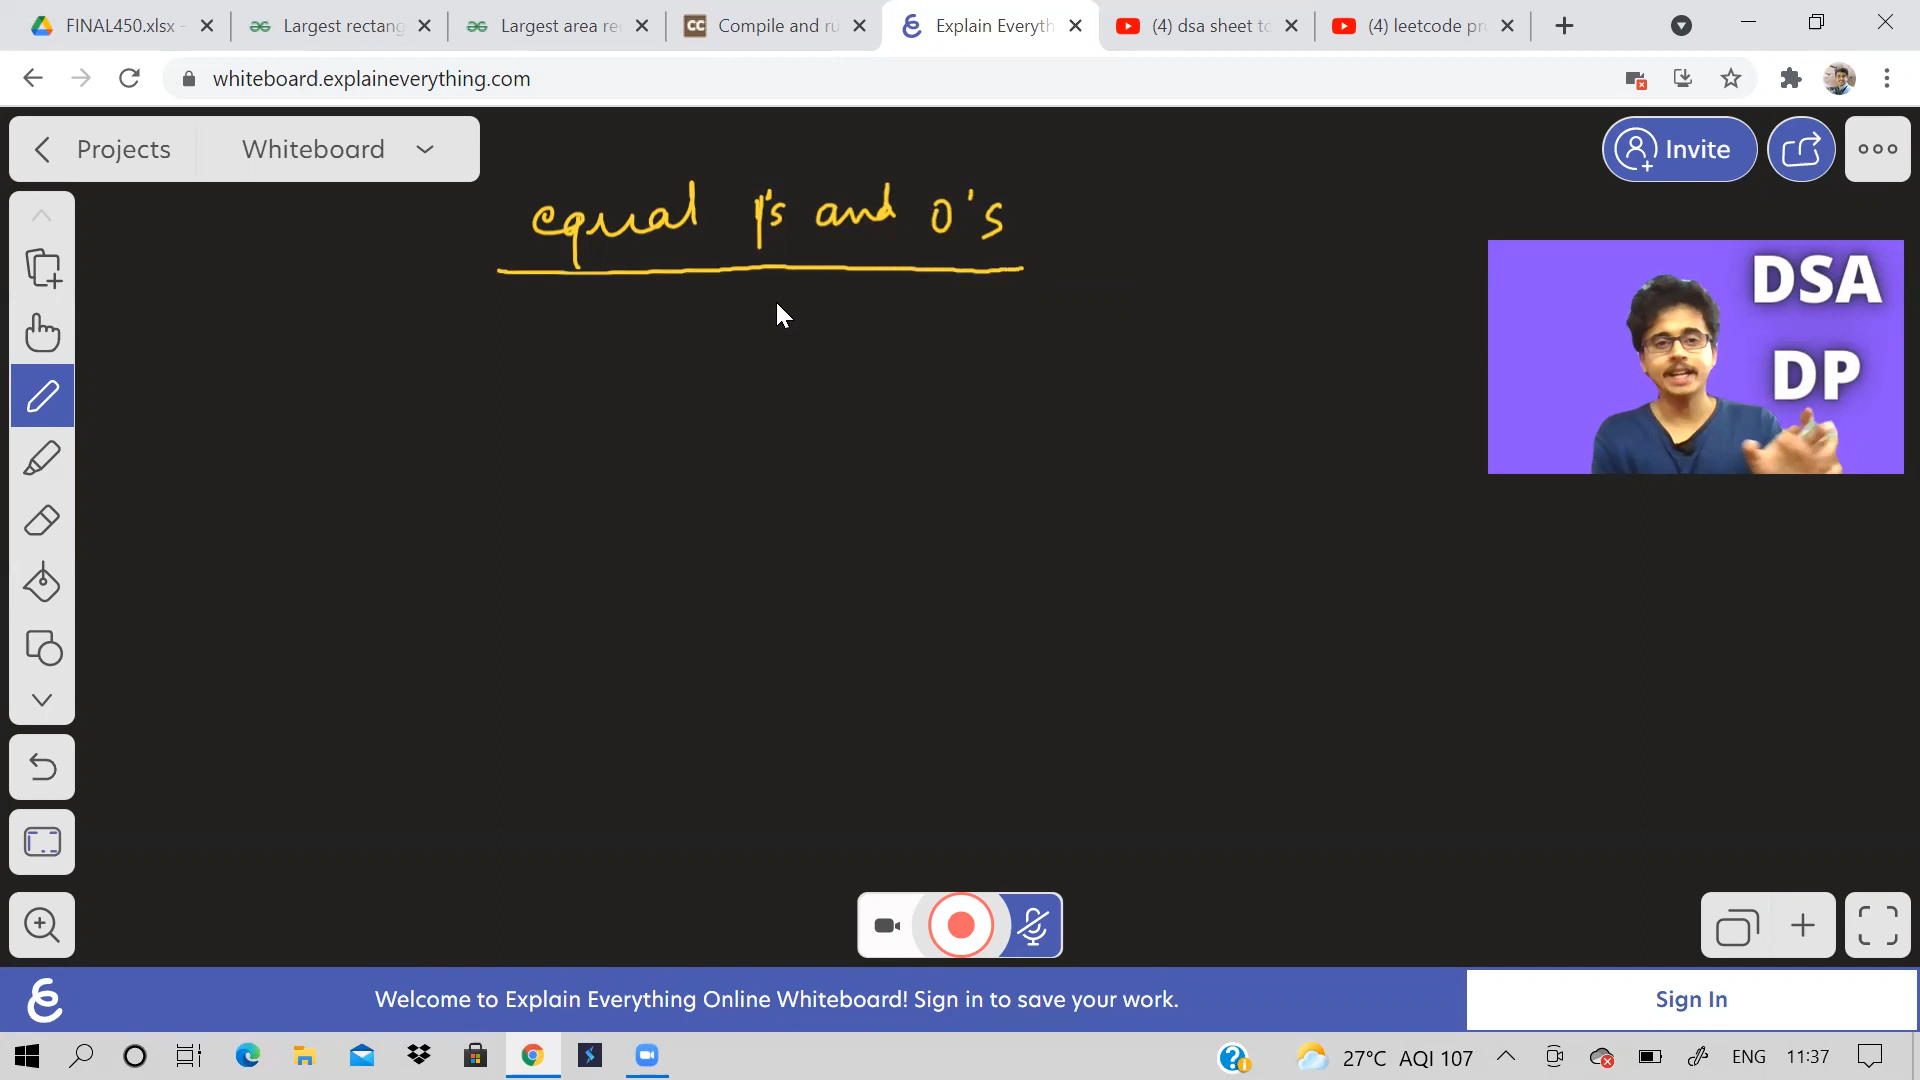 FINAL450.xlsx - Largest rectang Largest area re Compile and ru Explain Everyth (4) dsa sheet to (4) leetcode pr
whiteboard.explaineverything.com
Projects Whiteboard Invite
equal 1's and 0's
DSA
DP
Welcome to Explain Everything Online Whiteboard! Sign in to save your work. Sign In
27°C AQI 107 ENG 11:37